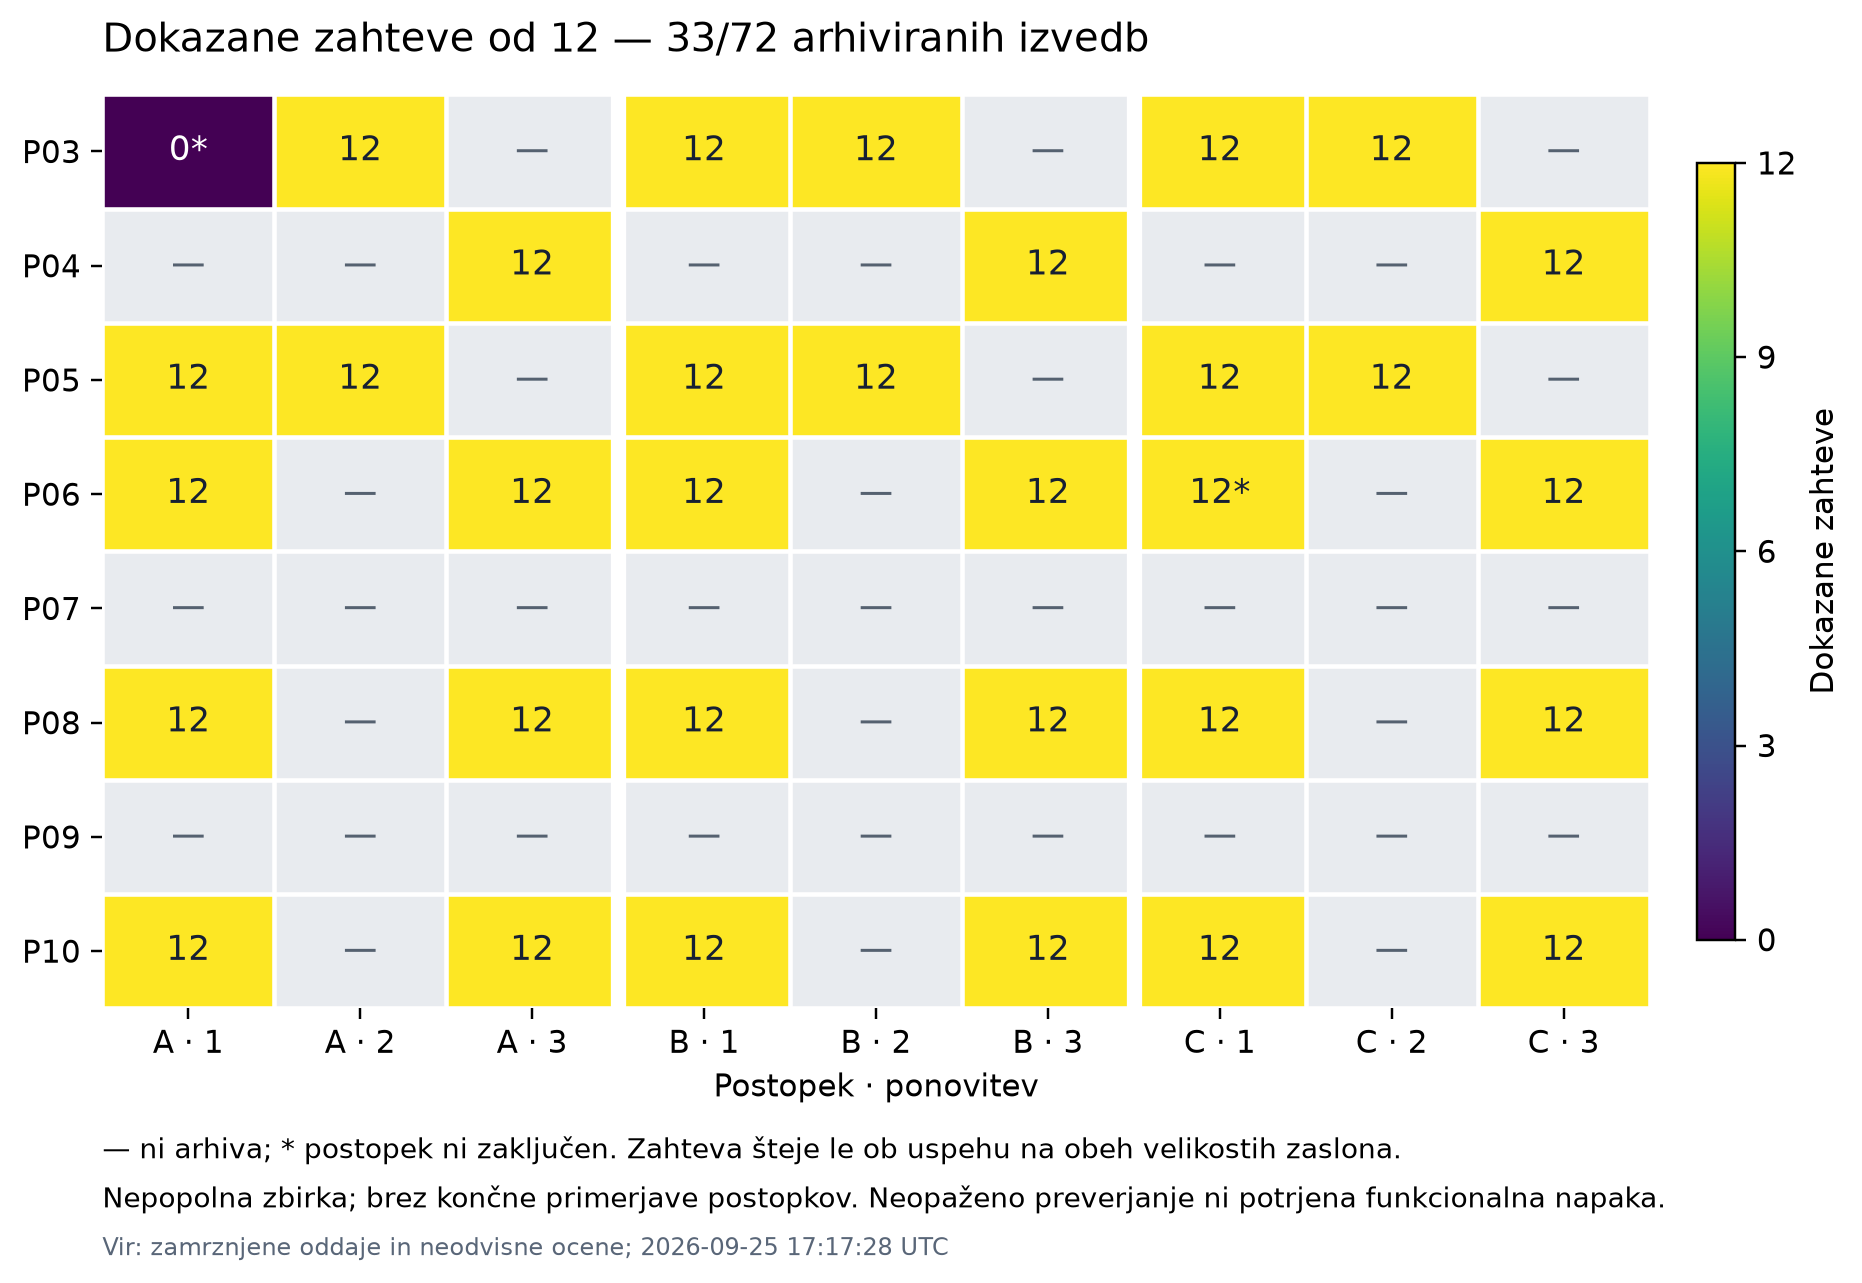 Dokazane zahteve od 12 — 33/72 arhiviranih izvedb
P03 0* 12 — 12 12 — 12 12 —
P04 — — 12 — — 12 — — 12
P05 12 12 — 12 12 — 12 12 —
P06 12 — 12 12 — 12 12* — 12
P07 — — — — — — — — —
P08 12 — 12 12 — 12 12 — 12
P09 — — — — — — — — —
P10 12 — 12 12 — 12 12 — 12
A · 1 A · 2 A · 3 B · 1 B · 2 B · 3 C · 1 C · 2 C · 3
Postopek · ponovitev
12
9
6
3
0
Dokazane zahteve
— ni arhiva; * postopek ni zaključen. Zahteva šteje le ob uspehu na obeh velikostih zaslona.
Nepopolna zbirka; brez končne primerjave postopkov. Neopaženo preverjanje ni potrjena funkcionalna napaka.
Vir: zamrznjene oddaje in neodvisne ocene; 2026-09-25 17:17:28 UTC